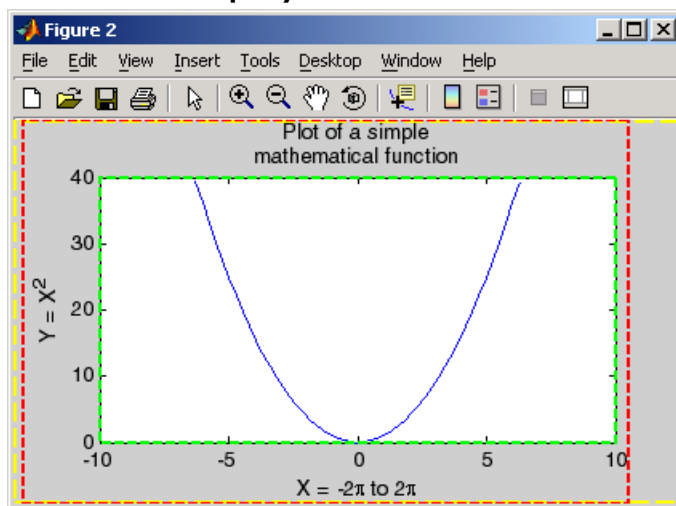 Figure 2
File Edit View Insert Tools Desktop Window Help
Plot of a simple
mathematical function
40
30
20
10
0
Y = X²
-10 -5 0 5 10
X = -2π to 2π